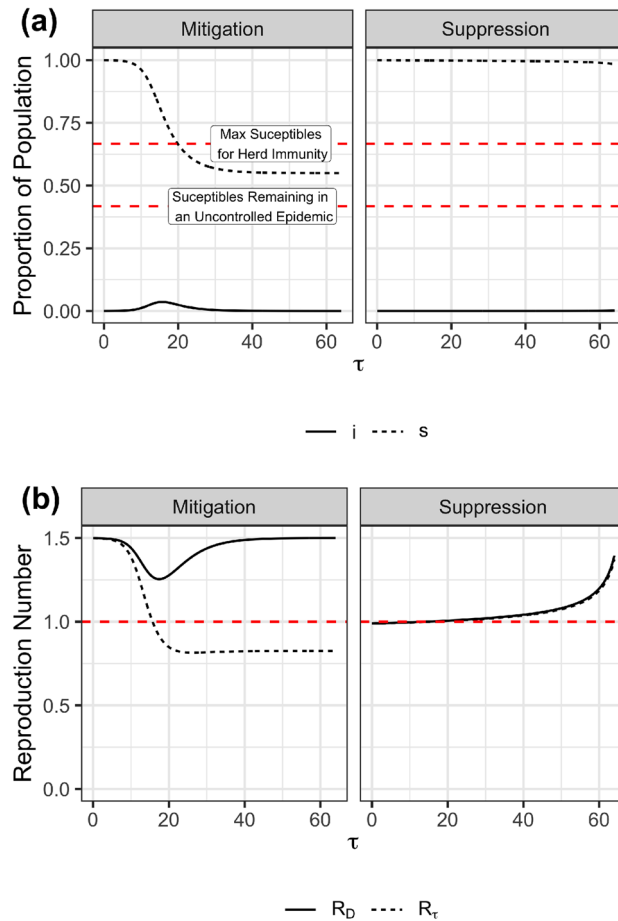 (a)
Mitigation
Suppression
Proportion of Population
1.00
0.75
0.50
0.25
0.00
Max Suceptibles
for Herd Immunity
Suceptibles Remaining in
an Uncontrolled Epidemic
0 20 40 60
0 20 40 60
τ
i s
(b)
Mitigation
Suppression
Reproduction Number
1.5
1.0
0.5
0.0
0 20 40 60
0 20 40 60
τ
R_D R_τ